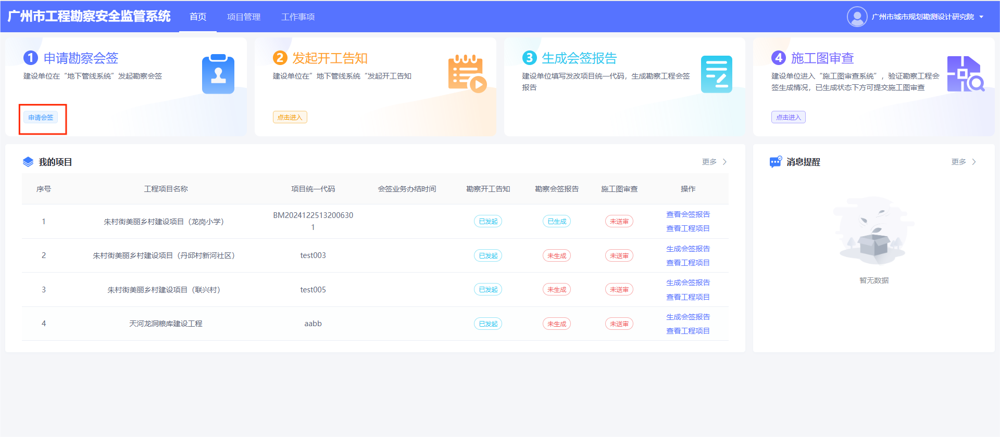 广州市工程勘察安全监管系统
首页
项目管理
工作事项
广州市城市规划勘测设计研究院
1 申请勘察会签
建设单位在“地下管线系统”发起勘察会签
申请会签
2 发起开工告知
建设单位在”地下管线系统“发起开工告知
点击进入
3 生成会签报告
建设单位填写发改项目统一代码，生成勘察工程会签
报告
4 施工图审查
建设单位进入“施工图审查系统”，验证勘察工程会
签生成情况，已生成状态下方可提交施工图审查
点击进入
我的项目
更多
序号 工程项目名称 项目统一代码 会签业务办结时间 勘察开工告知 勘察会签报告 施工图审查 操作
1 朱村街美丽乡村建设项目（龙岗小学） BM2024122513200630
1 已发起 已生成 未送审 查看会签报告
查看工程项目
2 朱村街美丽乡村建设项目（丹邱村新河社区） test003 已发起 未生成 未送审 生成会签报告
查看工程项目
3 朱村街美丽乡村建设项目（联兴村） test005 已发起 未生成 未送审 生成会签报告
查看工程项目
4 天河龙洞粮库建设工程 aabb 已发起 未生成 未送审 生成会签报告
查看工程项目
消息提醒
更多
暂无数据